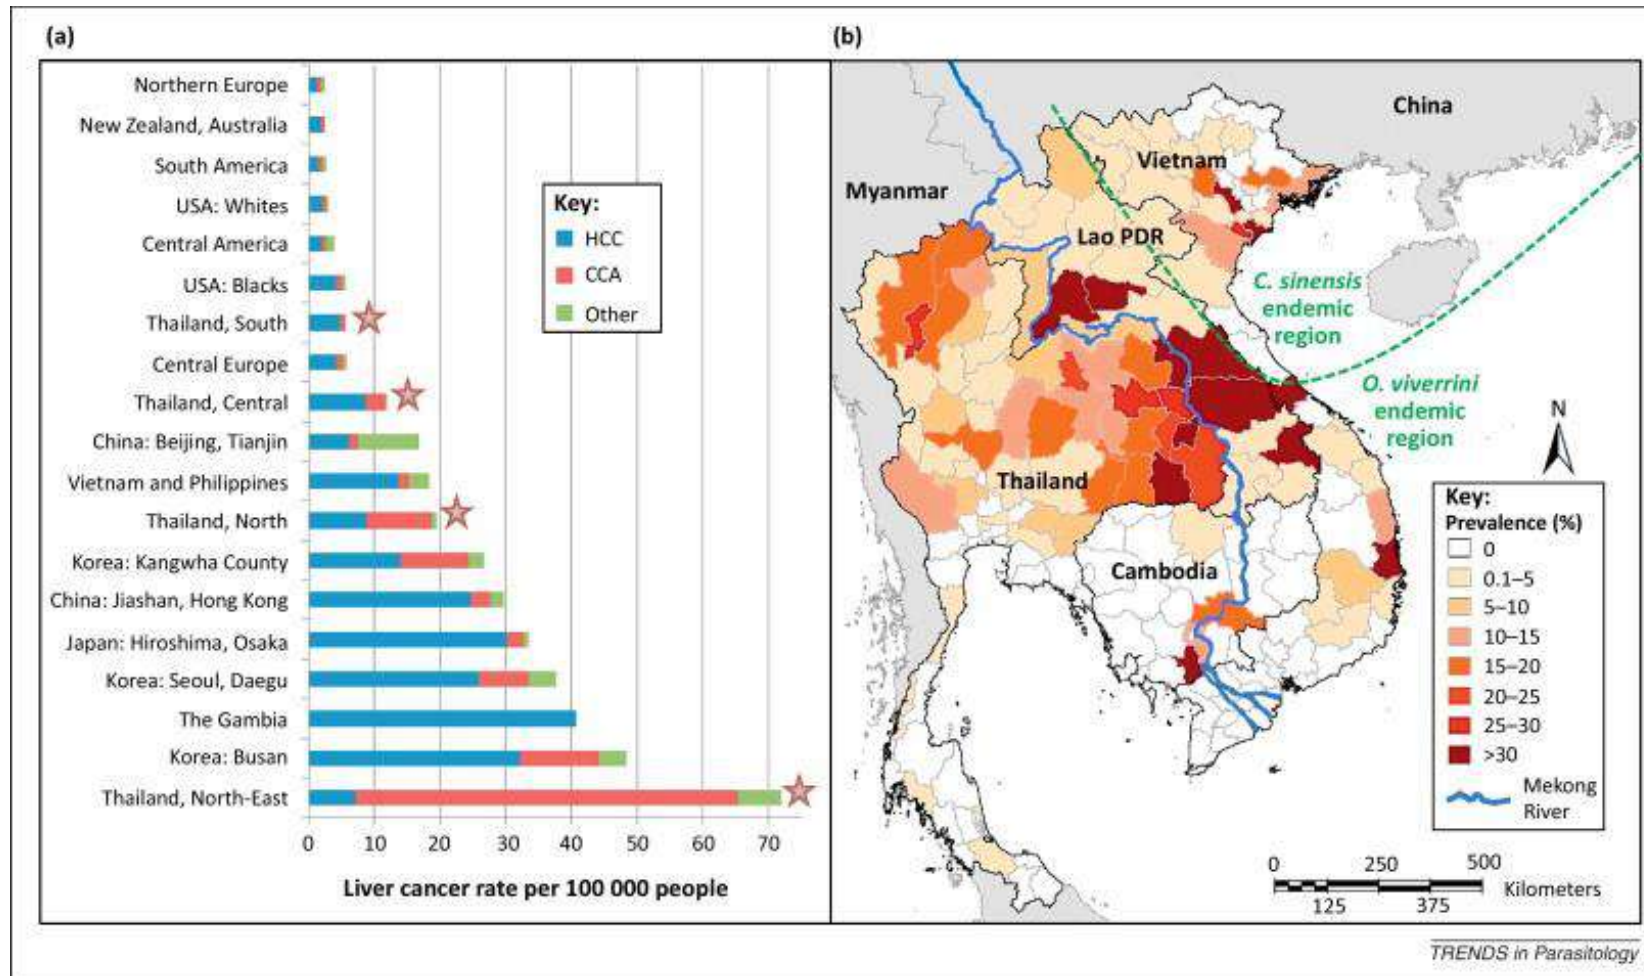 (a)
Northern Europe
New Zealand, Australia
South America
USA: Whites
Central America
USA: Blacks
Thailand, South
Central Europe
Thailand, Central
China: Beijing, Tianjin
Vietnam and Philippines
Thailand, North
Korea: Kangwha County
China: Jiashan, Hong Kong
Japan: Hiroshima, Osaka
Korea: Seoul, Daegu
The Gambia
Korea: Busan
Thailand, North-East
Key:
HCC
CCA
Other
0 10 20 30 40 50 60 70
Liver cancer rate per 100 000 people
(b)
China
Vietnam
Myanmar
Lao PDR
C. sinensis
endemic
region
O. viverrini
endemic
region
N
Thailand
Cambodia
Key:
Prevalence (%)
0
0.1–5
5–10
10–15
15–20
20–25
25–30
>30
Mekong
River
0 250 500
Kilometers
125 375
TRENDS in Parasitology